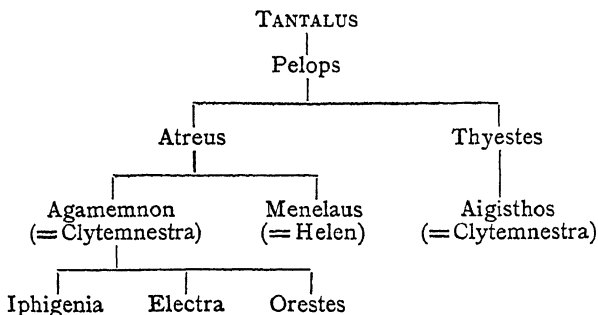 TANTALUS
Pelops
Atreus Thyestes
Agamemnon Menelaus Aigisthos
(=Clytemnestra) (=Helen) (=Clytemnestra)
Iphigenia Electra Orestes